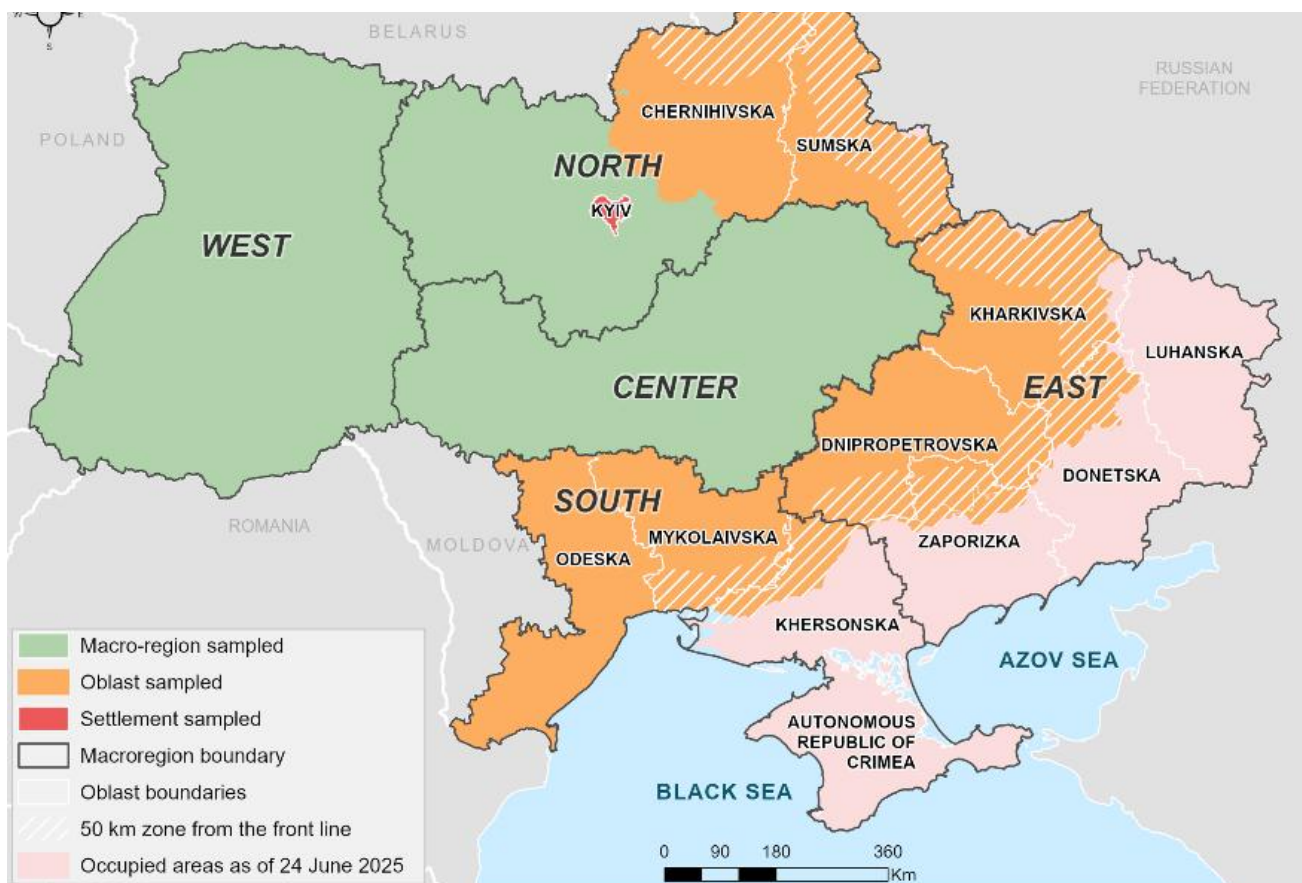 W E
S
BELARUS
RUSSIAN
FEDERATION
POLAND
CHERNIHIVSKA
SUMSKA
NORTH
KYIV
WEST
KHARKIVSKA
LUHANSKA
CENTER
EAST
DNIPROPETROVSKA
DONETSKA
SOUTH
ROMANIA
MOLDOVA
ODESKA
MYKOLAIVSKA
ZAPORIZKA
KHERSONSKA
AZOV SEA
AUTONOMOUS
REPUBLIC OF
CRIMEA
BLACK SEA
Macro-region sampled
Oblast sampled
Settlement sampled
Macroregion boundary
Oblast boundaries
50 km zone from the front line
Occupied areas as of 24 June 2025
0 90 180 360
Km